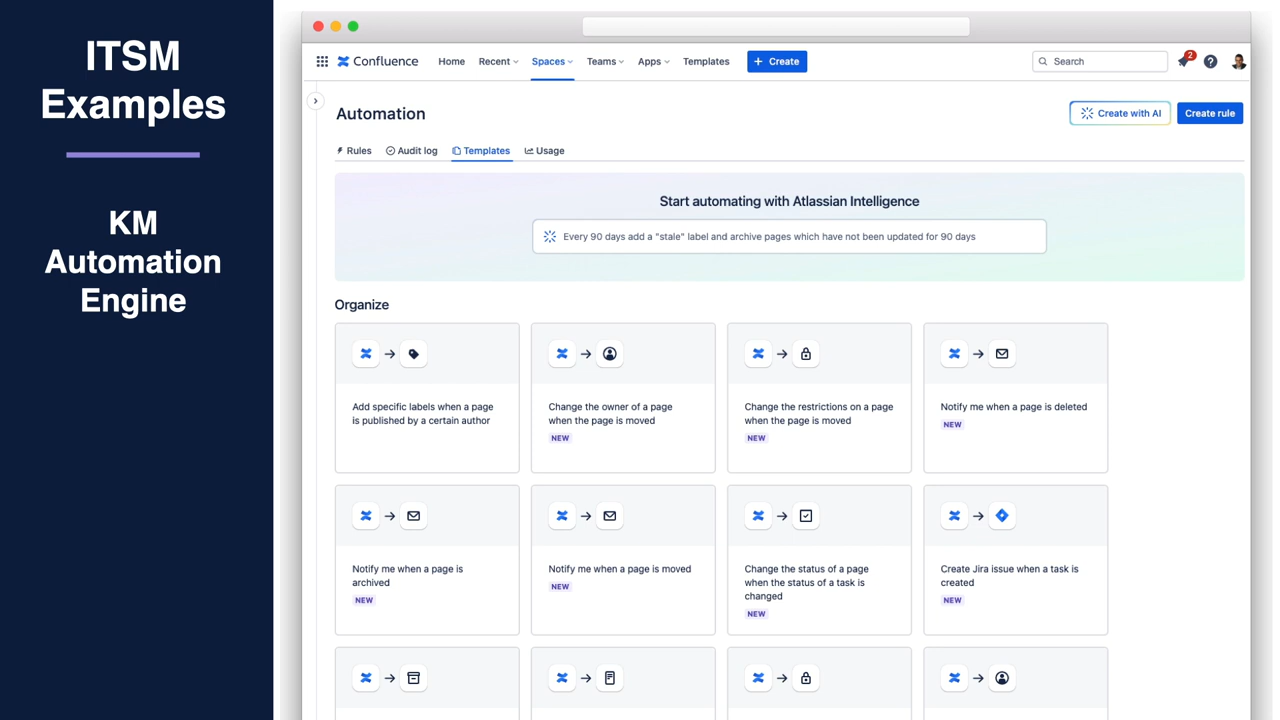 ITSM
Examples
KM
Automation
Engine
Confluence
Home
Recent
Spaces
Teams
Apps
Templates
+ Create
Search
2
Automation
Create with AI
Create rule
Rules
Audit log
Templates
Usage
Start automating with Atlassian Intelligence
Every 90 days add a "stale" label and archive pages which have not been updated for 90 days
Organize
Add specific labels when a page
is published by a certain author
Change the owner of a page
when the page is moved
NEW
Change the restrictions on a page
when the page is moved
NEW
Notify me when a page is deleted
NEW
Notify me when a page is
archived
NEW
Notify me when a page is moved
NEW
Change the status of a page
when the status of a task is
changed
NEW
Create Jira issue when a task is
created
NEW